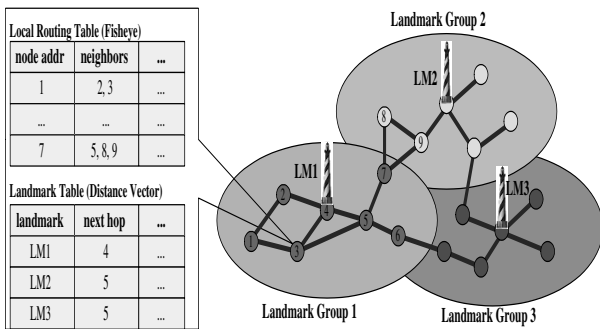 Local Routing Table (Fisheye)
node addr neighbors ...
1 2, 3 ...
... ... ...
7 5, 8, 9 ...
Landmark Table (Distance Vector)
landmark next hop ...
LM1 4 ...
LM2 5 ...
LM3 5 ...
Landmark Group 2
LM2
8
9
7
LM1
LM3
2
4
5
6
1
3
Landmark Group 1
Landmark Group 3